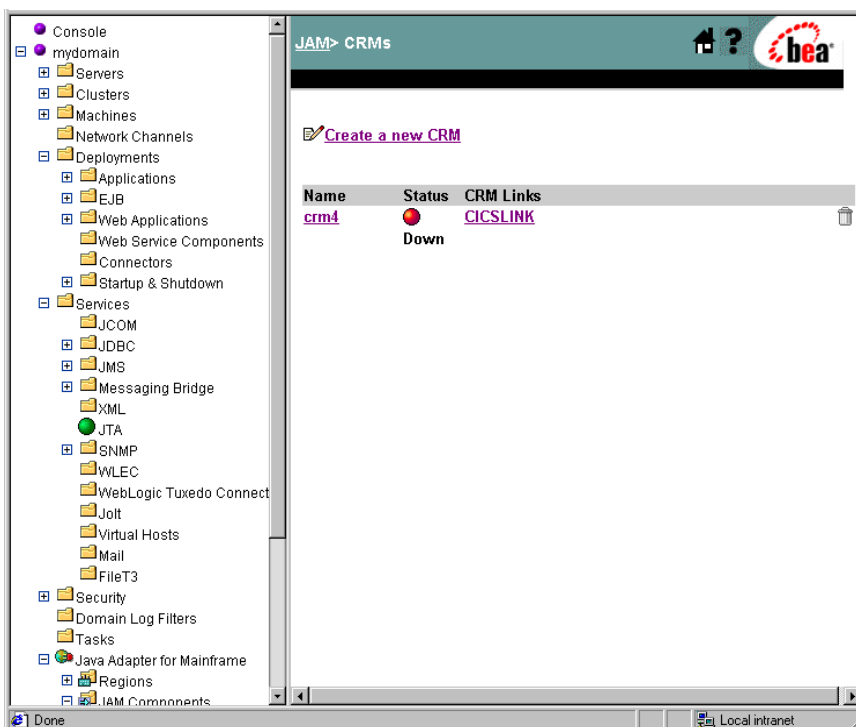 Console
mydomain
Servers
Clusters
Machines
Network Channels
Deployments
Applications
EJB
Web Applications
Web Service Components
Connectors
Startup & Shutdown
Services
JCOM
JDBC
JMS
Messaging Bridge
XML
JTA
SNMP
WLEC
WebLogic Tuxedo Connect
Jolt
Virtual Hosts
Mail
FileT3
Security
Domain Log Filters
Tasks
Java Adapter for Mainframe
Regions
JAM Components
JAM> CRMs
? bea
Create a new CRM
Name Status CRM Links
crm4 CICSLINK
Down
Done Local intranet